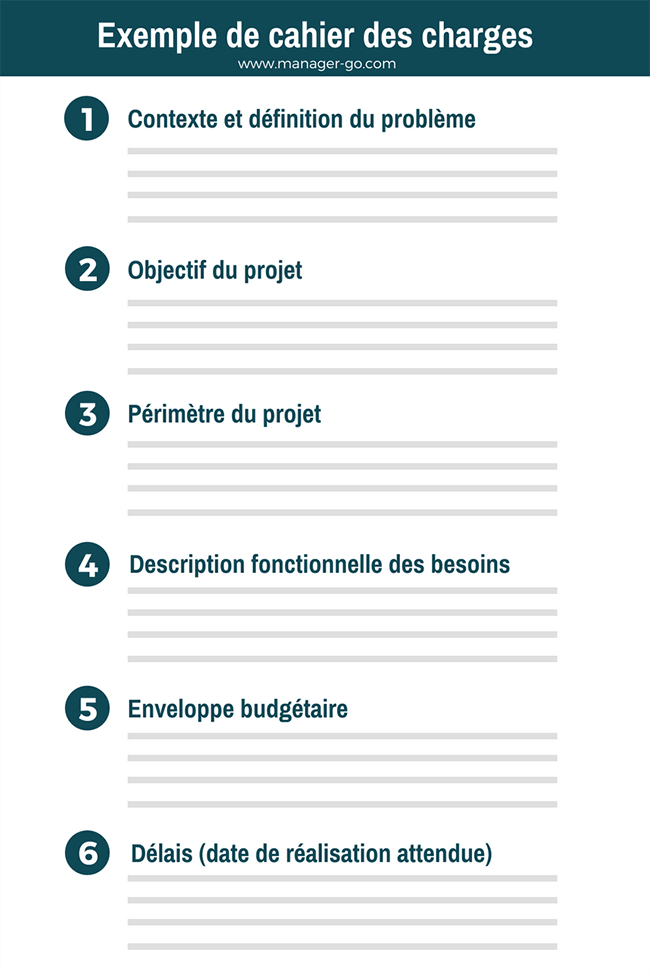 Exemple de cahier des charges
www.manager-go.com
1 Contexte et définition du problème
2 Objectif du projet
3 Périmètre du projet
4 Description fonctionnelle des besoins
5 Enveloppe budgétaire
6 Délais (date de réalisation attendue)